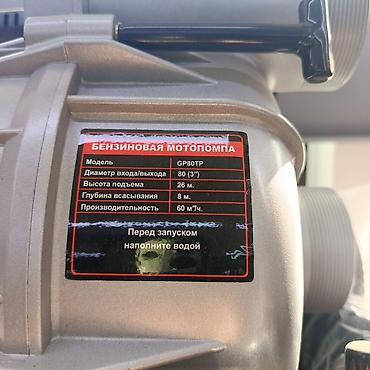 БЕНЗИНОВАЯ МОТОПОМПА
Модель GP80TP
Диаметр входа/выхода 80 (3")
Высота подъема 26 м.
Глубина всасывания 8 м.
Производительность 60 м³/ч.
Перед запуском
наполните водой